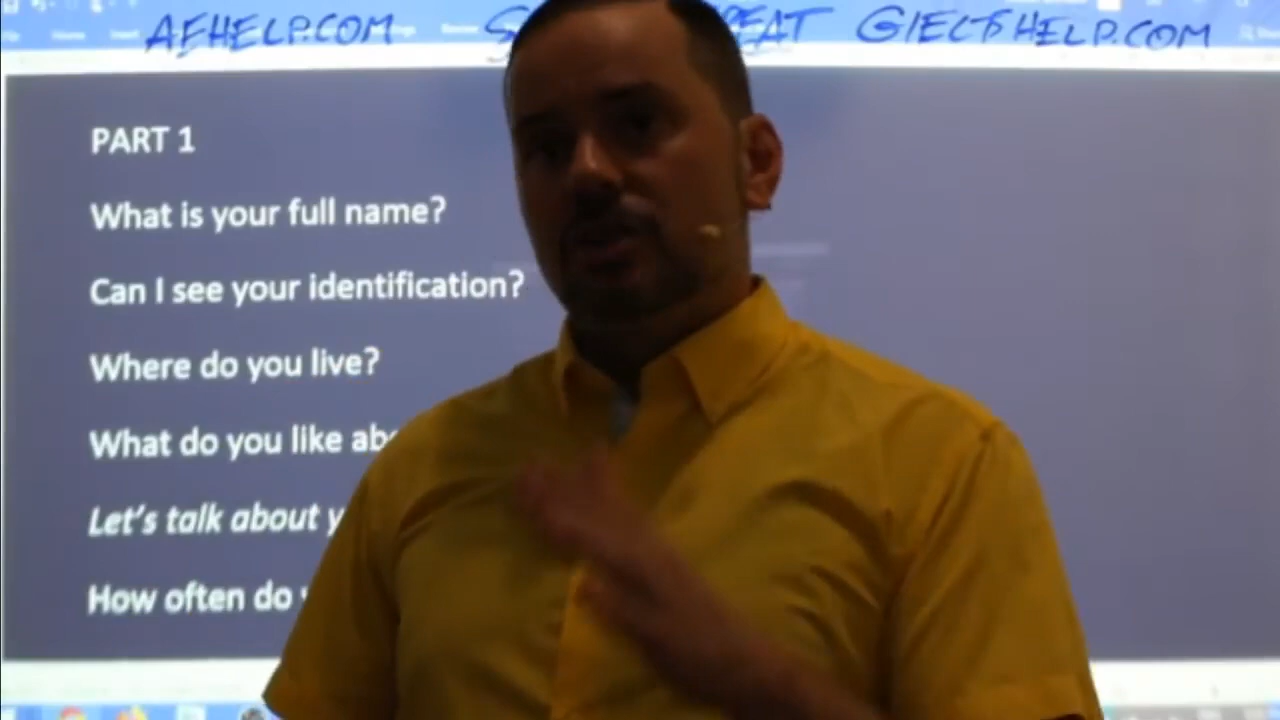 AEHELP.COM GIELTSHELP.COM
PART 1
What is your full name?
Can I see your identification?
Where do you live?
What do you like
Let's talk about
How often do